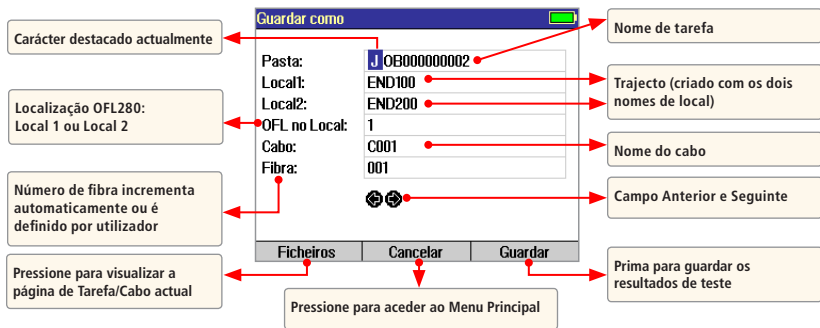 Guardar como
Carácter destacado actualmente
Nome de tarefa
Pasta:
JOB000000002
Local1:
END100
Local2:
END200
OFL no Local:
1
Cabo:
C001
Fibra:
001
Trajecto (criado com os dois
nomes de local)
Localização OFL280:
Local 1 ou Local 2
Nome do cabo
Número de fibra incrementa
automaticamente ou é
definido por utilizador
Campo Anterior e Seguinte
Ficheiros
Cancelar
Guardar
Pressione para visualizar a
página de Tarefa/Cabo actual
Pressione para aceder ao Menu Principal
Prima para guardar os
resultados de teste